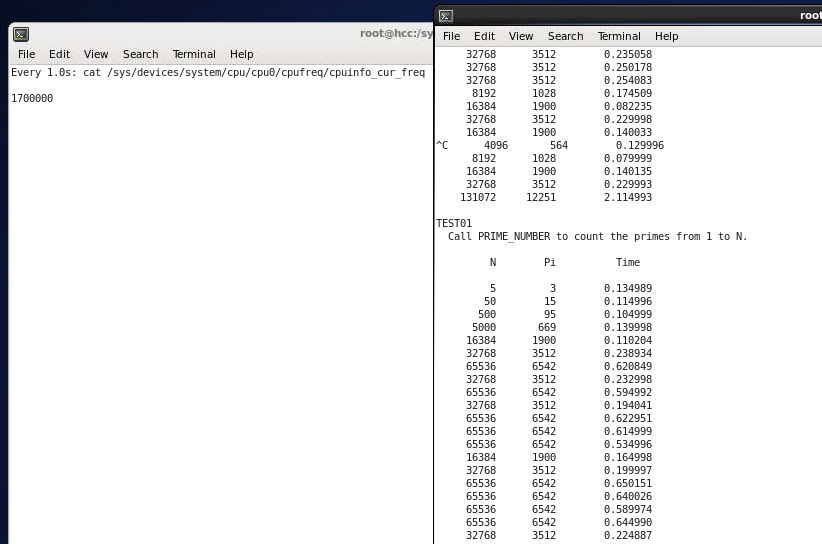 root@hcc:/sy
File Edit View Search Terminal Help
Every 1.0s: cat /sys/devices/system/cpu/cpu0/cpufreq/cpuinfo_cur_freq
1700000
root
File Edit View Search Terminal Help
32768 3512 0.235058
32768 3512 0.250178
32768 3512 0.254083
8192 1028 0.174509
16384 1900 0.082235
32768 3512 0.229998
16384 1900 0.140033
^C 4096 564 0.129996
8192 1028 0.079999
16384 1900 0.140135
32768 3512 0.229993
131072 12251 2.114993
TEST01
Call PRIME_NUMBER to count the primes from 1 to N.
N Pi Time
5 3 0.134989
50 15 0.114996
500 95 0.104999
5000 669 0.139998
16384 1900 0.110204
32768 3512 0.238934
65536 6542 0.620849
32768 3512 0.232998
65536 6542 0.594992
32768 3512 0.194041
65536 6542 0.622951
65536 6542 0.614999
65536 6542 0.534996
16384 1900 0.164998
32768 3512 0.199997
65536 6542 0.650151
65536 6542 0.640026
65536 6542 0.589974
65536 6542 0.644990
32768 3512 0.224887